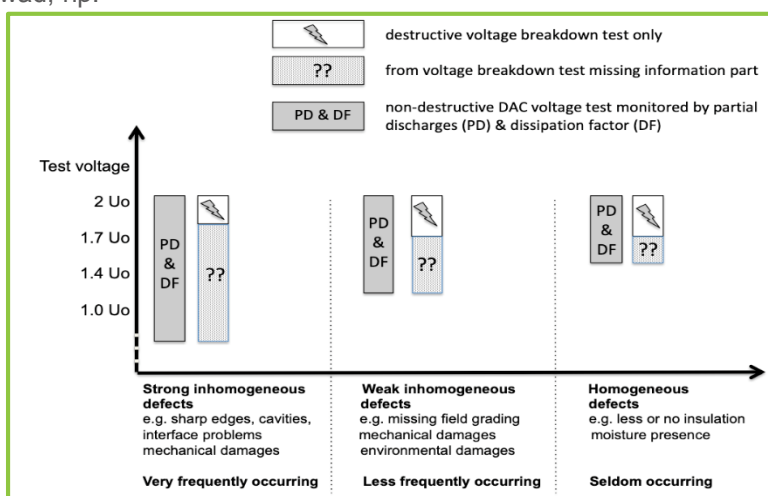 destructive voltage breakdown test only
??
from voltage breakdown test missing information part
PD & DF
non-destructive DAC voltage test monitored by partial
discharges (PD) & dissipation factor (DF)
Test voltage
2 Uo
1.7 Uo
1.4 Uo
1.0 Uo
PD
&
DF
??
PD
&
DF
??
PD
&
DF
??
Strong inhomogeneous
defects
e.g. sharp edges, cavities,
interface problems
mechanical damages
Very frequently occurring
Weak inhomogeneous
defects
e.g. missing field grading
mechanical damages
environmental damages
Less frequently occurring
Homogeneous
defects
e.g. less or no insulation
moisture presence
Seldom occurring